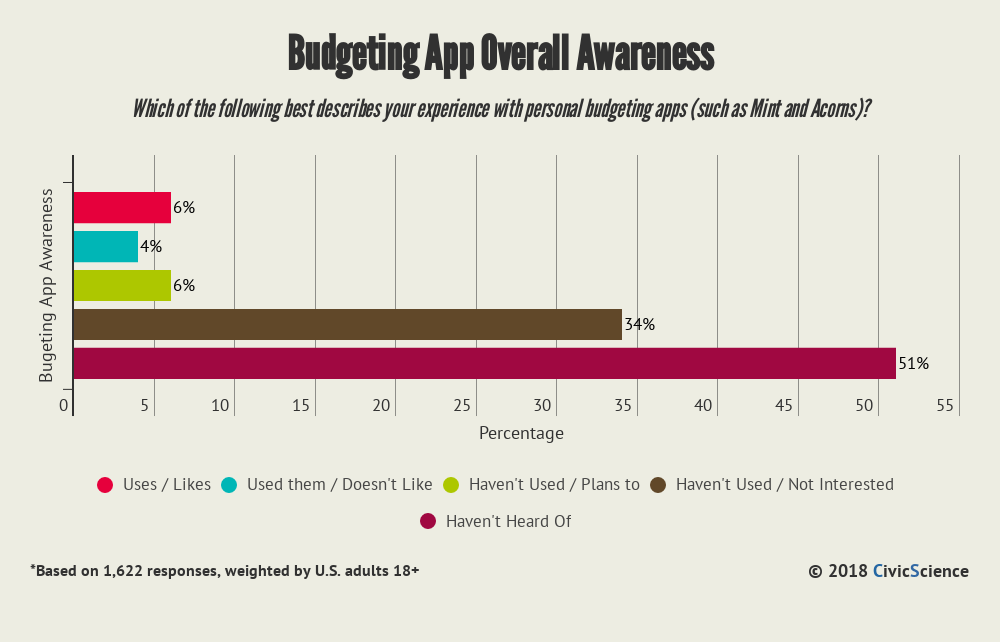 Budgeting App Overall Awareness
Which of the following best describes your experience with personal budgeting apps (such as Mint and Acorns)?
Bugeting App Awareness
6%
4%
6%
34%
51%
0 5 10 15 20 25 30 35 40 45 50 55
Percentage
Uses / Likes Used them / Doesn't Like Haven't Used / Plans to Haven't Used / Not Interested
Haven't Heard Of
*Based on 1,622 responses, weighted by U.S. adults 18+ © 2018 CivicScience